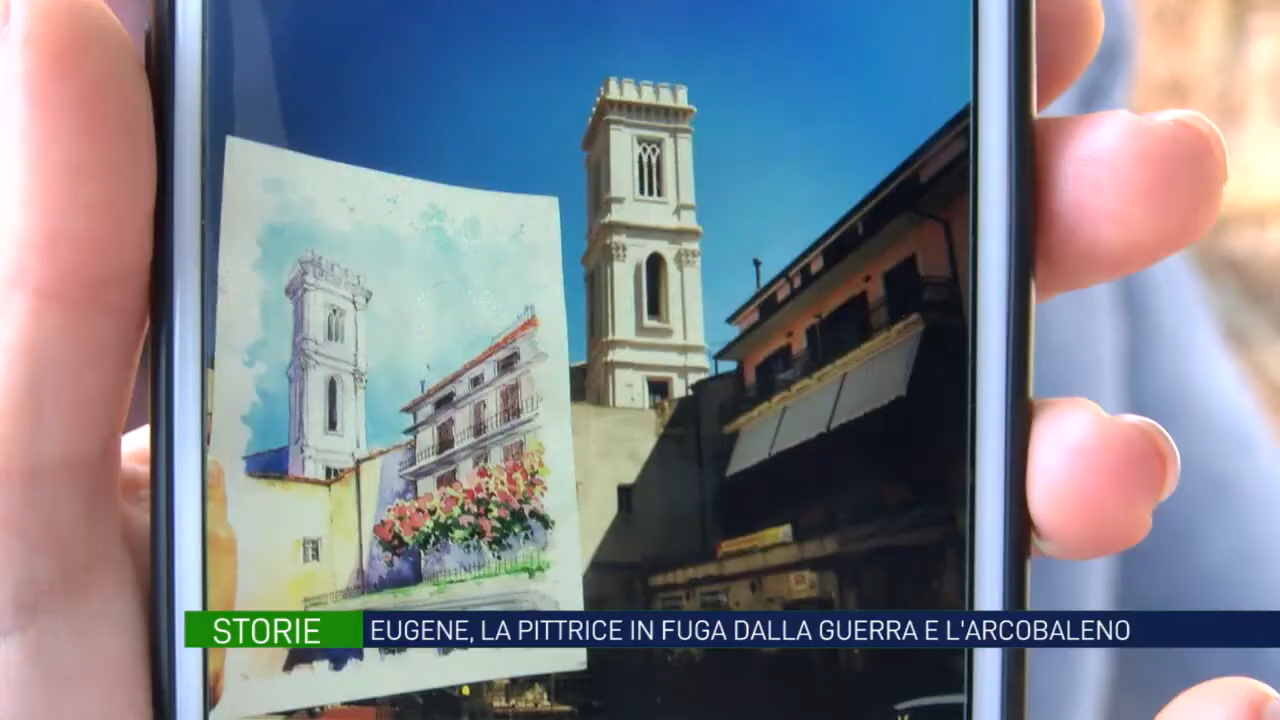 STORIE
EUGENE, LA PITTRICE IN FUGA DALLA GUERRA E L'ARCOBALENO